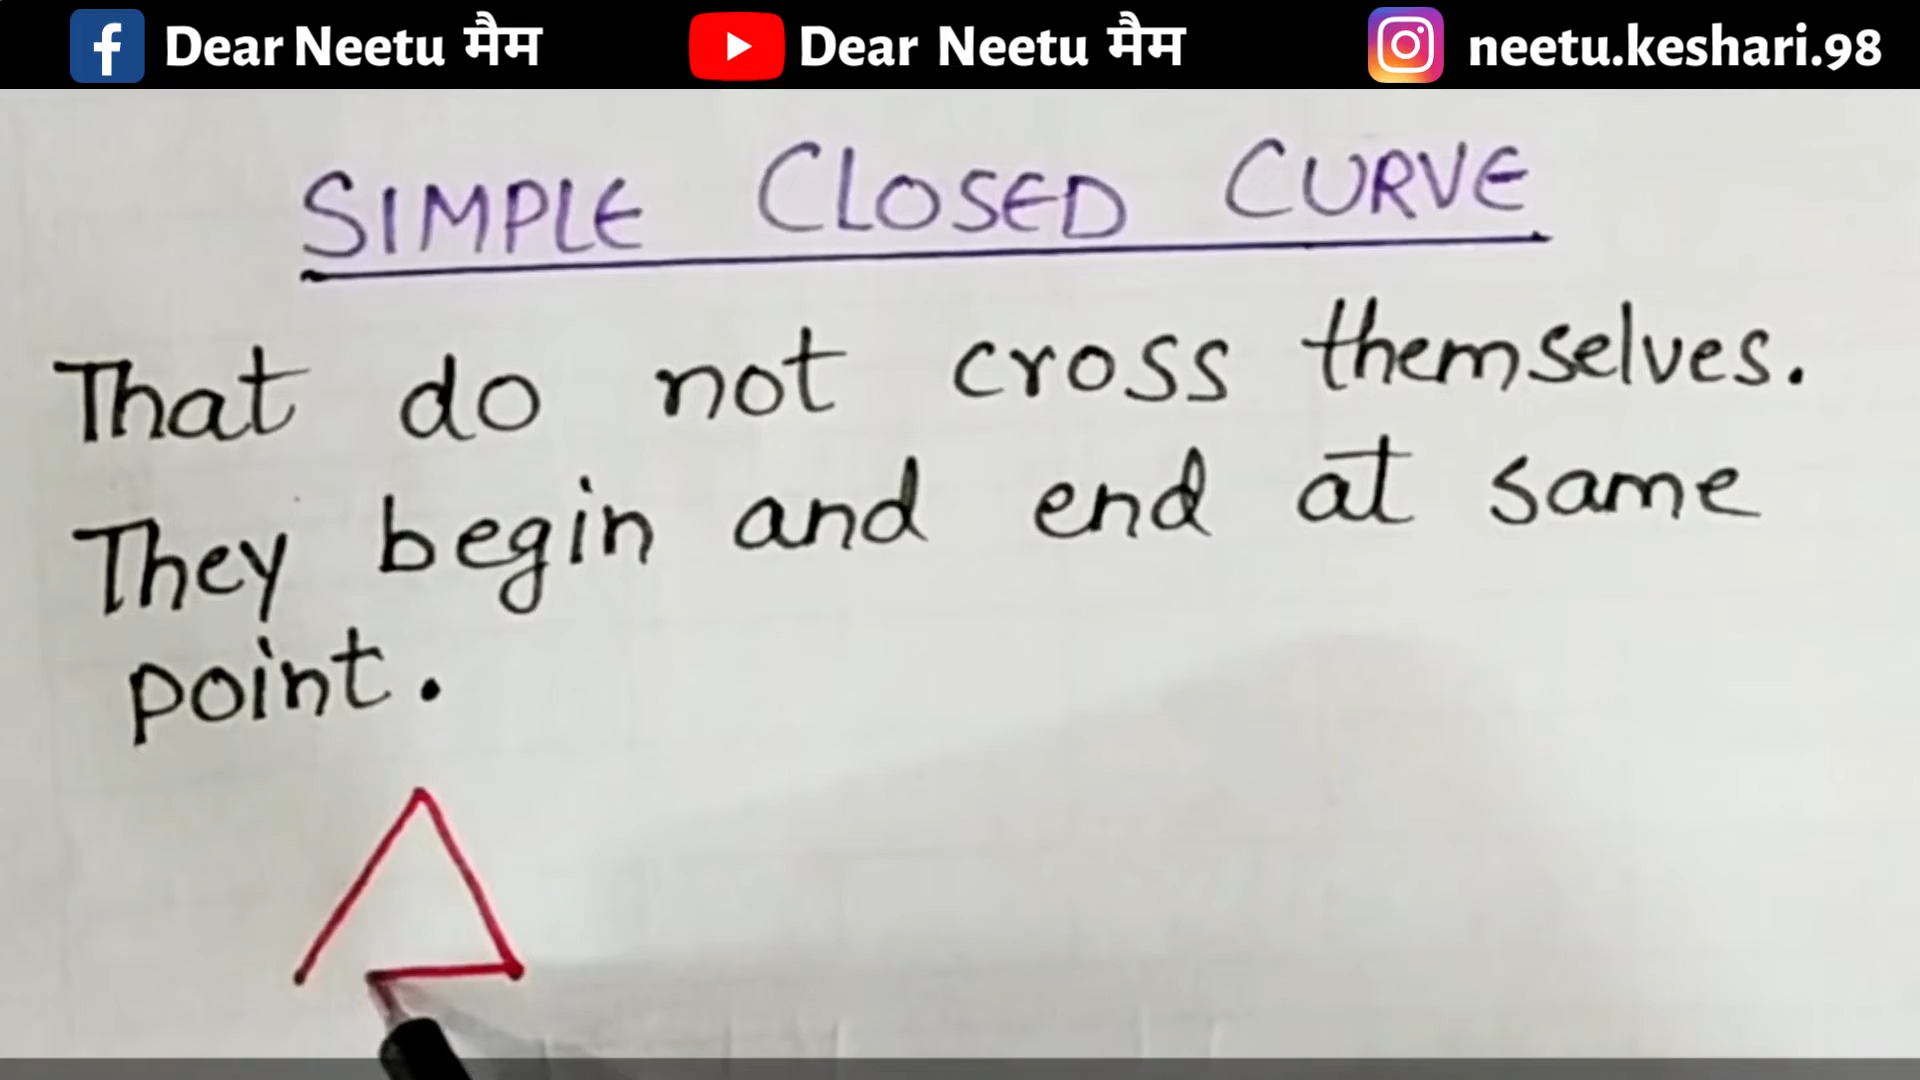 Dear Neetu मैम Dear Neetu मैम neetu.keshari.98
SIMPLE CLOSED CURVE
That do not cross themselves.
They begin and end at same
point.